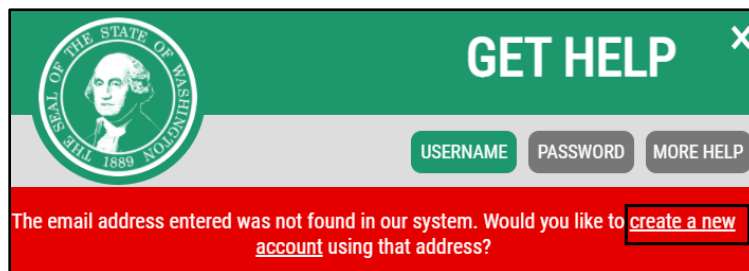 THE SEAL OF THE STATE OF WASHINGTON
1889
GET HELP
X
USERNAME
PASSWORD
MORE HELP
The email address entered was not found in our system. Would you like to create a new
account using that address?